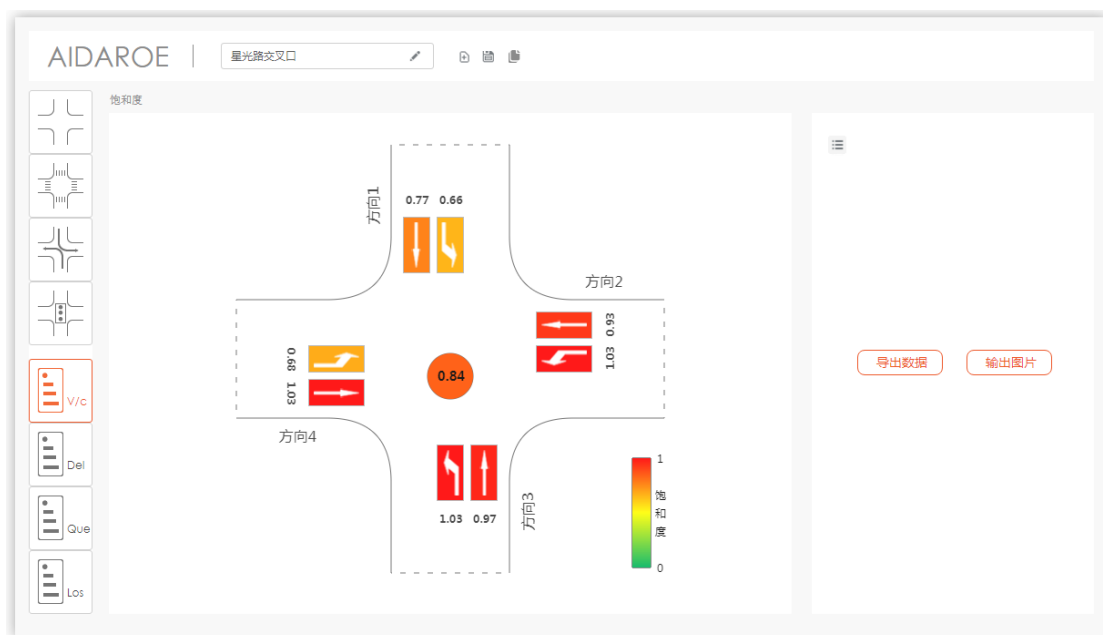 AIDAROE
星光路交叉口
饱和度
V/c
Del
Que
Los
方向1
0.77 0.66
方向2
0.93
1.03
0.68
1.03
0.84
方向4
1.03 0.97
方向3
1
饱和度
0
导出数据 输出图片